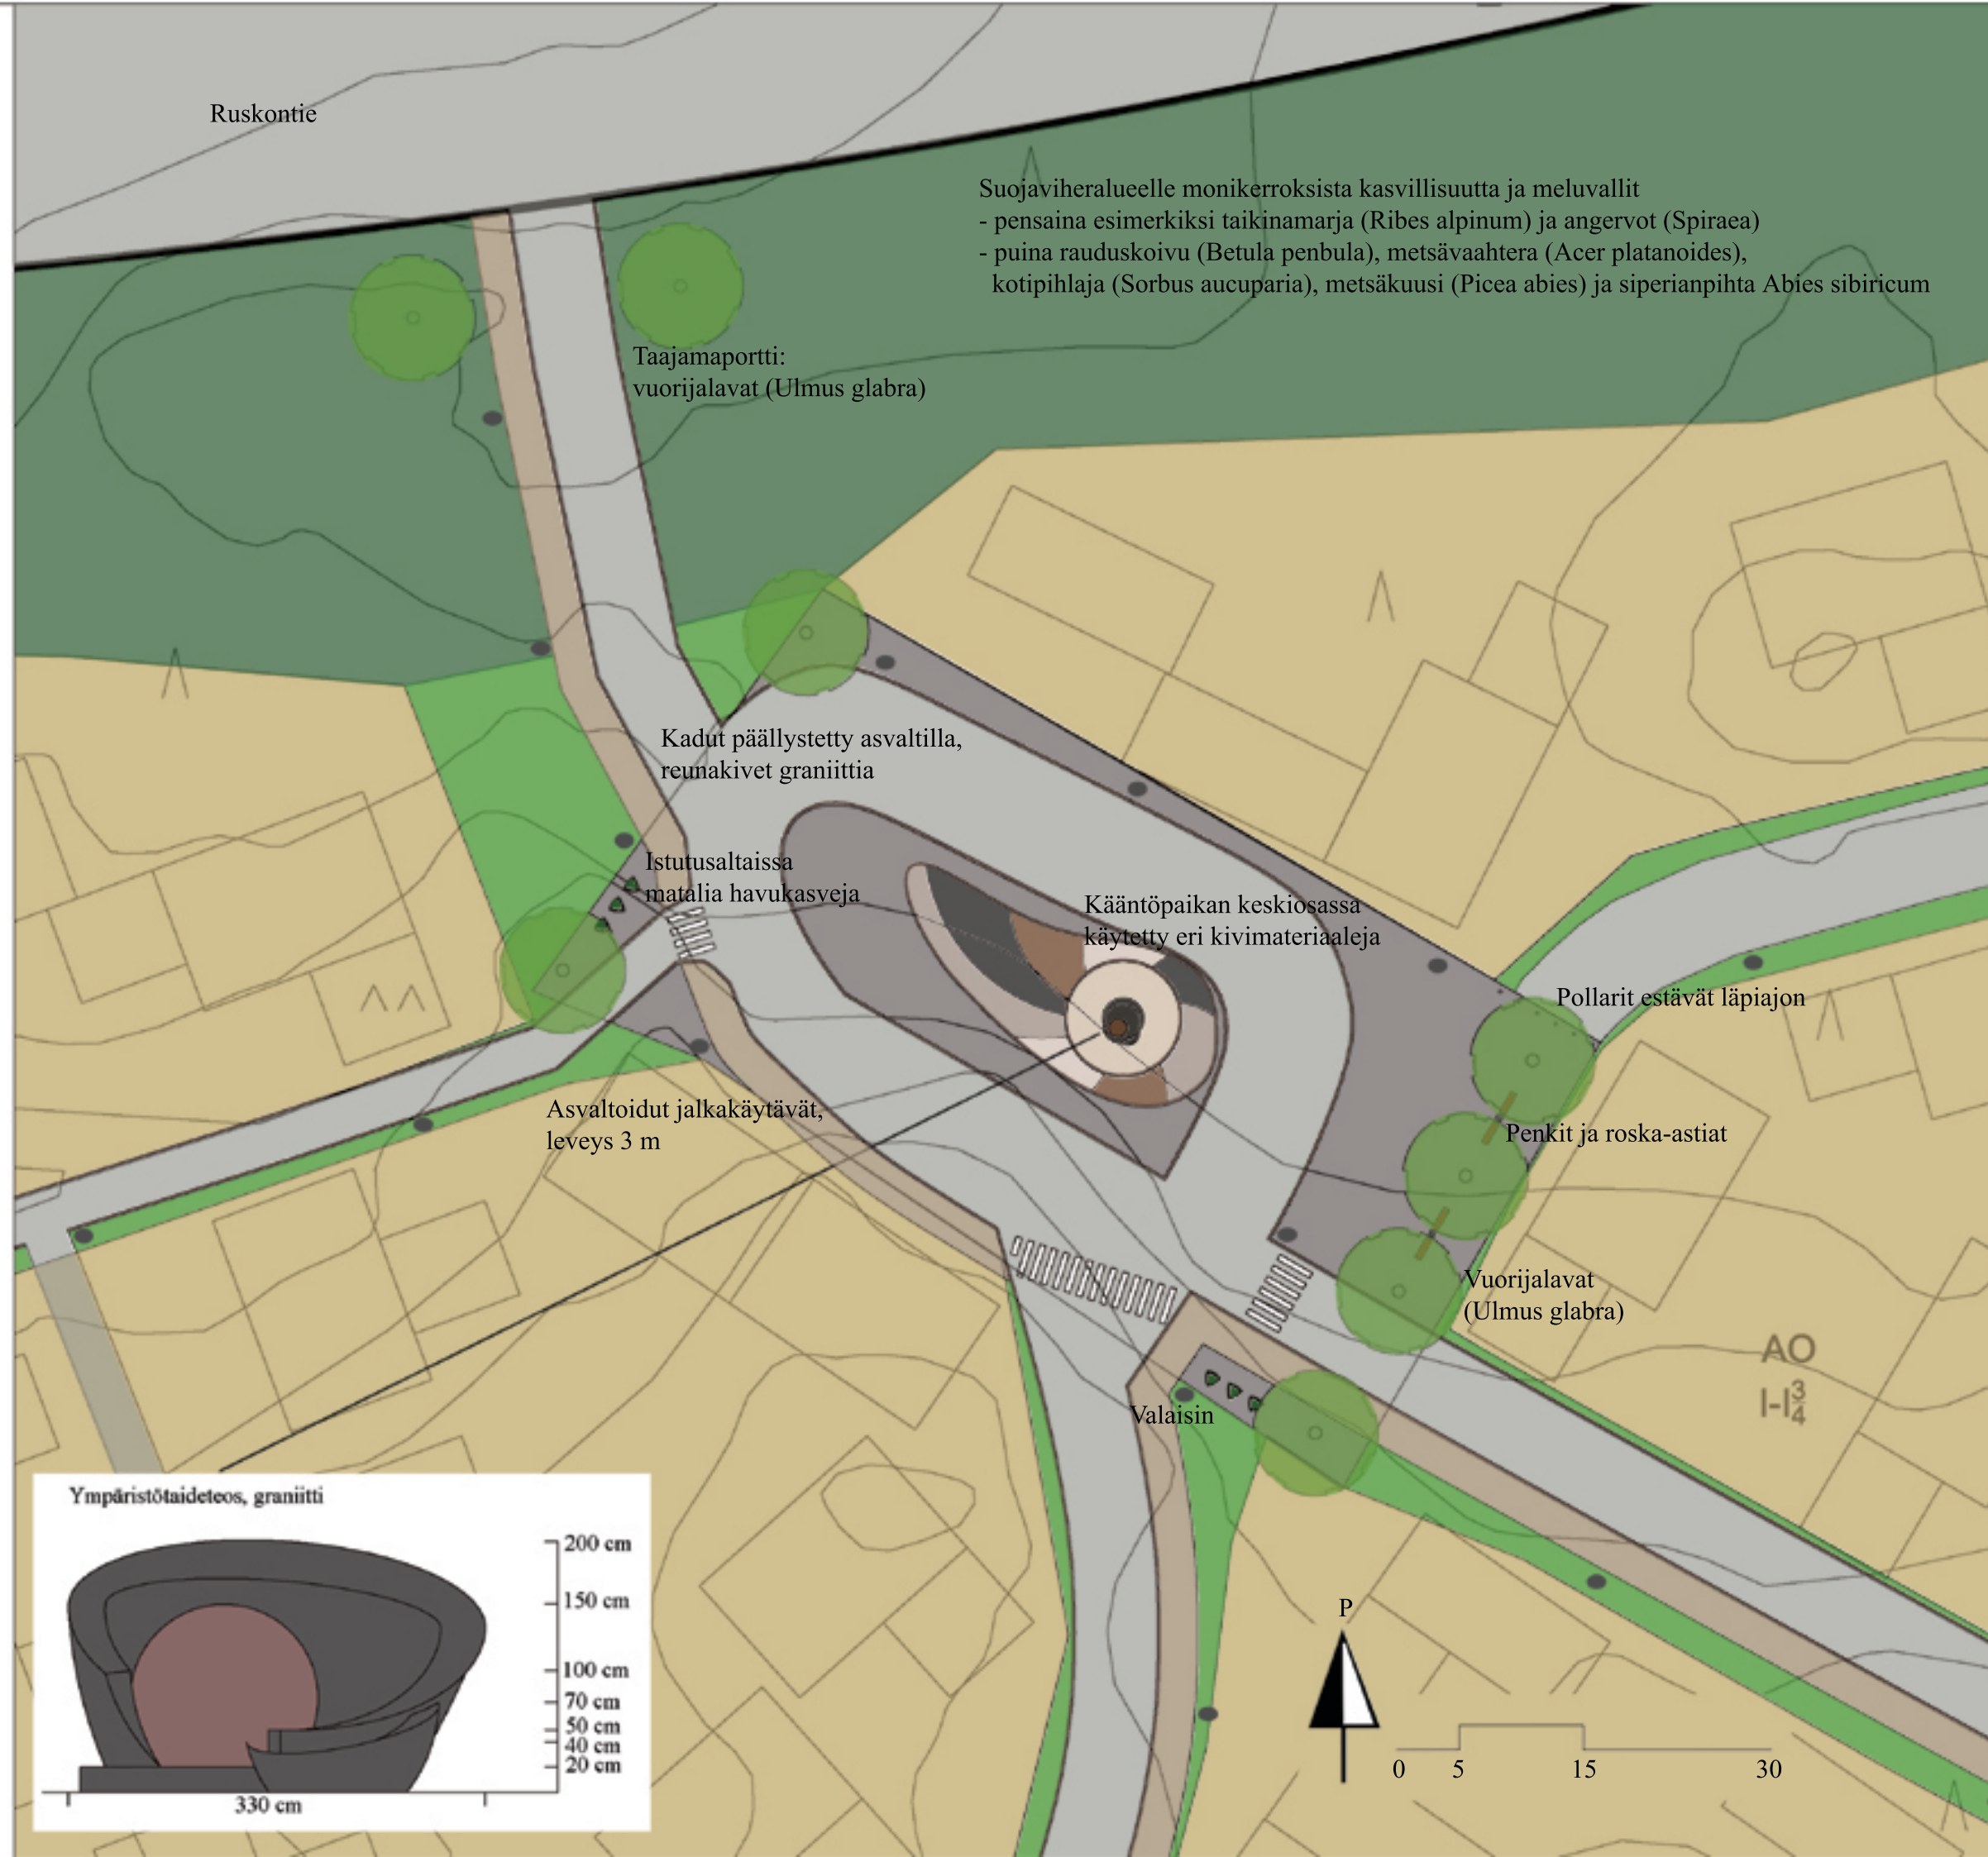 Ruskontie
Suojaviheralueelle monikerroksista kasvillisuutta ja meluvallit
- pensaina esimerkiksi taikinamarja (Ribes alpinum) ja angervot (Spiraea)
- puina rauduskoivu (Betula penbula), metsävaahtera (Acer platanoides),
kotipihlaja (Sorbus aucuparia), metsäkuusi (Picea abies) ja siperianpihta Abies sibiricum
Taajamaportti:
vuorijalavat (Ulmus glabra)
Kadut päällystetty asvaltilla,
reunakivet graniittia
Istutusaltaissa
matalia havukasveja
Kääntöpaikan keskiosassa
käytetty eri kivimateriaaleja
Pollarit estävät läpiajon
Asvaltoidut jalkakäytävät,
leveys 3 m
Penkit ja roska-astiat
Vuorijalavat
(Ulmus glabra)
AO
I-I 3/4
Valaisin
Ympäristötaideteos, graniitti
200 cm
150 cm
100 cm
70 cm
50 cm
40 cm
20 cm
330 cm
P
0 5 15 30